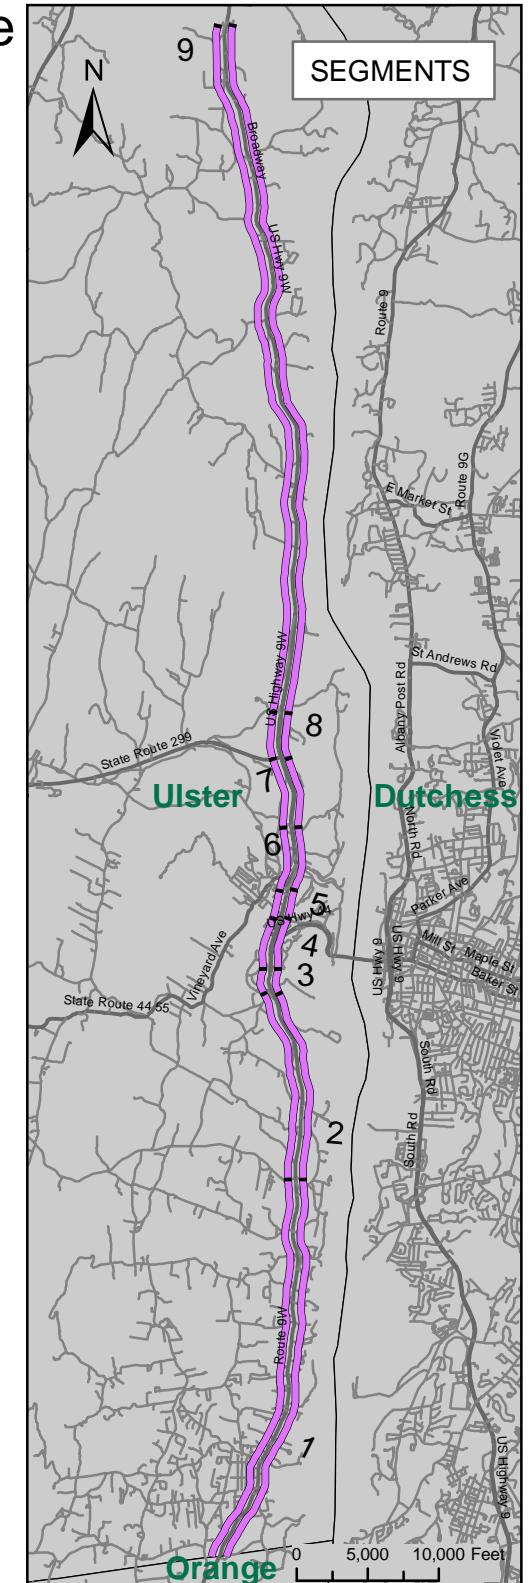 e
9
SEGMENTS
N
Broadway
US Hwy 9W
Route 9
Route 9G
E Market St
US Highway 9W
St Andrews Rd
Albany Post Rd
8
State Route 299
Violet Ave
7
Ulster
Dutchess
North Rd
6
Parker Ave
5
US Hwy 44
4
Mill St
Maple St
Baker St
US Hwy 9
US Hwy 9
Vineyard Ave
3
State Route 44 55
South Rd
2
South Rd
Route 9W
1
US Highway 9
Orange
0 5,000 10,000 Feet